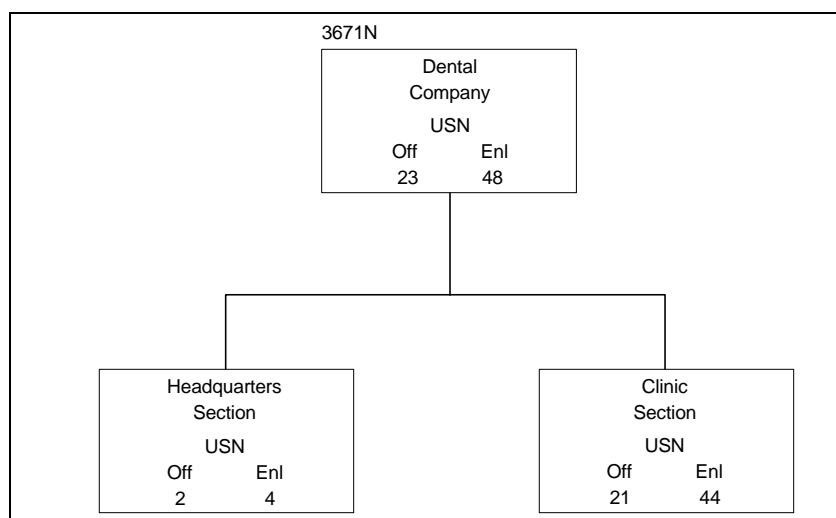 3671N
Dental
Company
USN
Off Enl
23 48
Headquarters
Section
USN
Off Enl
2 4
Clinic
Section
USN
Off Enl
21 44